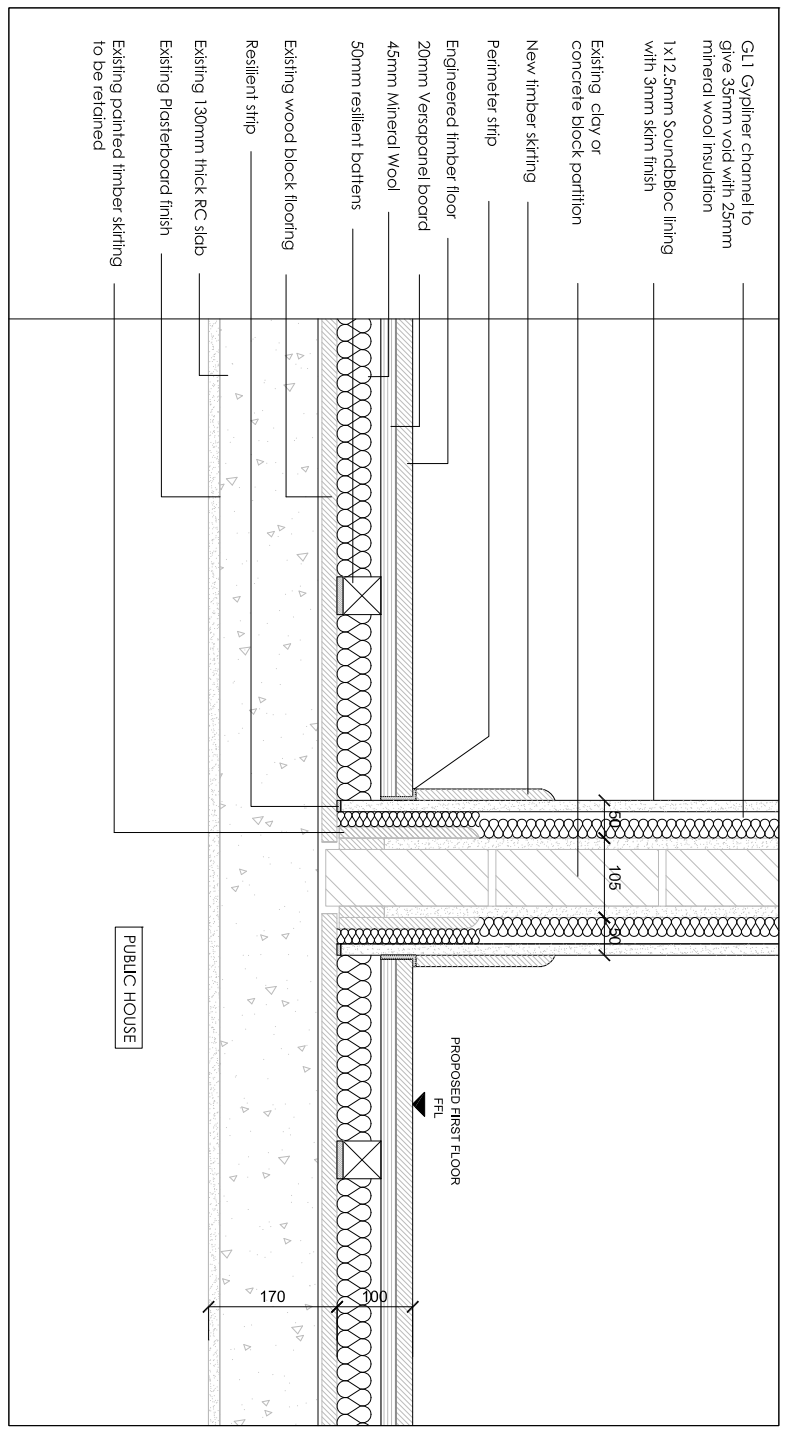 GL1 Gypliner channel to
give 35mm void with 25mm
mineral wool insulation
1x12.5mm SoundbBloc lining
with 3mm skim finish
Existing clay or
concrete block partition
New timber skirting
Perimeter strip
Engineered timber floor
20mm Versapanel board
45mm Mineral Wool
50mm resilient battens
Existing wood block flooring
Resilient strip
Existing 130mm thick RC slab
Existing Plasterboard finish
Existing painted timber skirting
to be retained
50
105
50
PROPOSED FIRST FLOOR
FFL
100
170
PUBLIC HOUSE